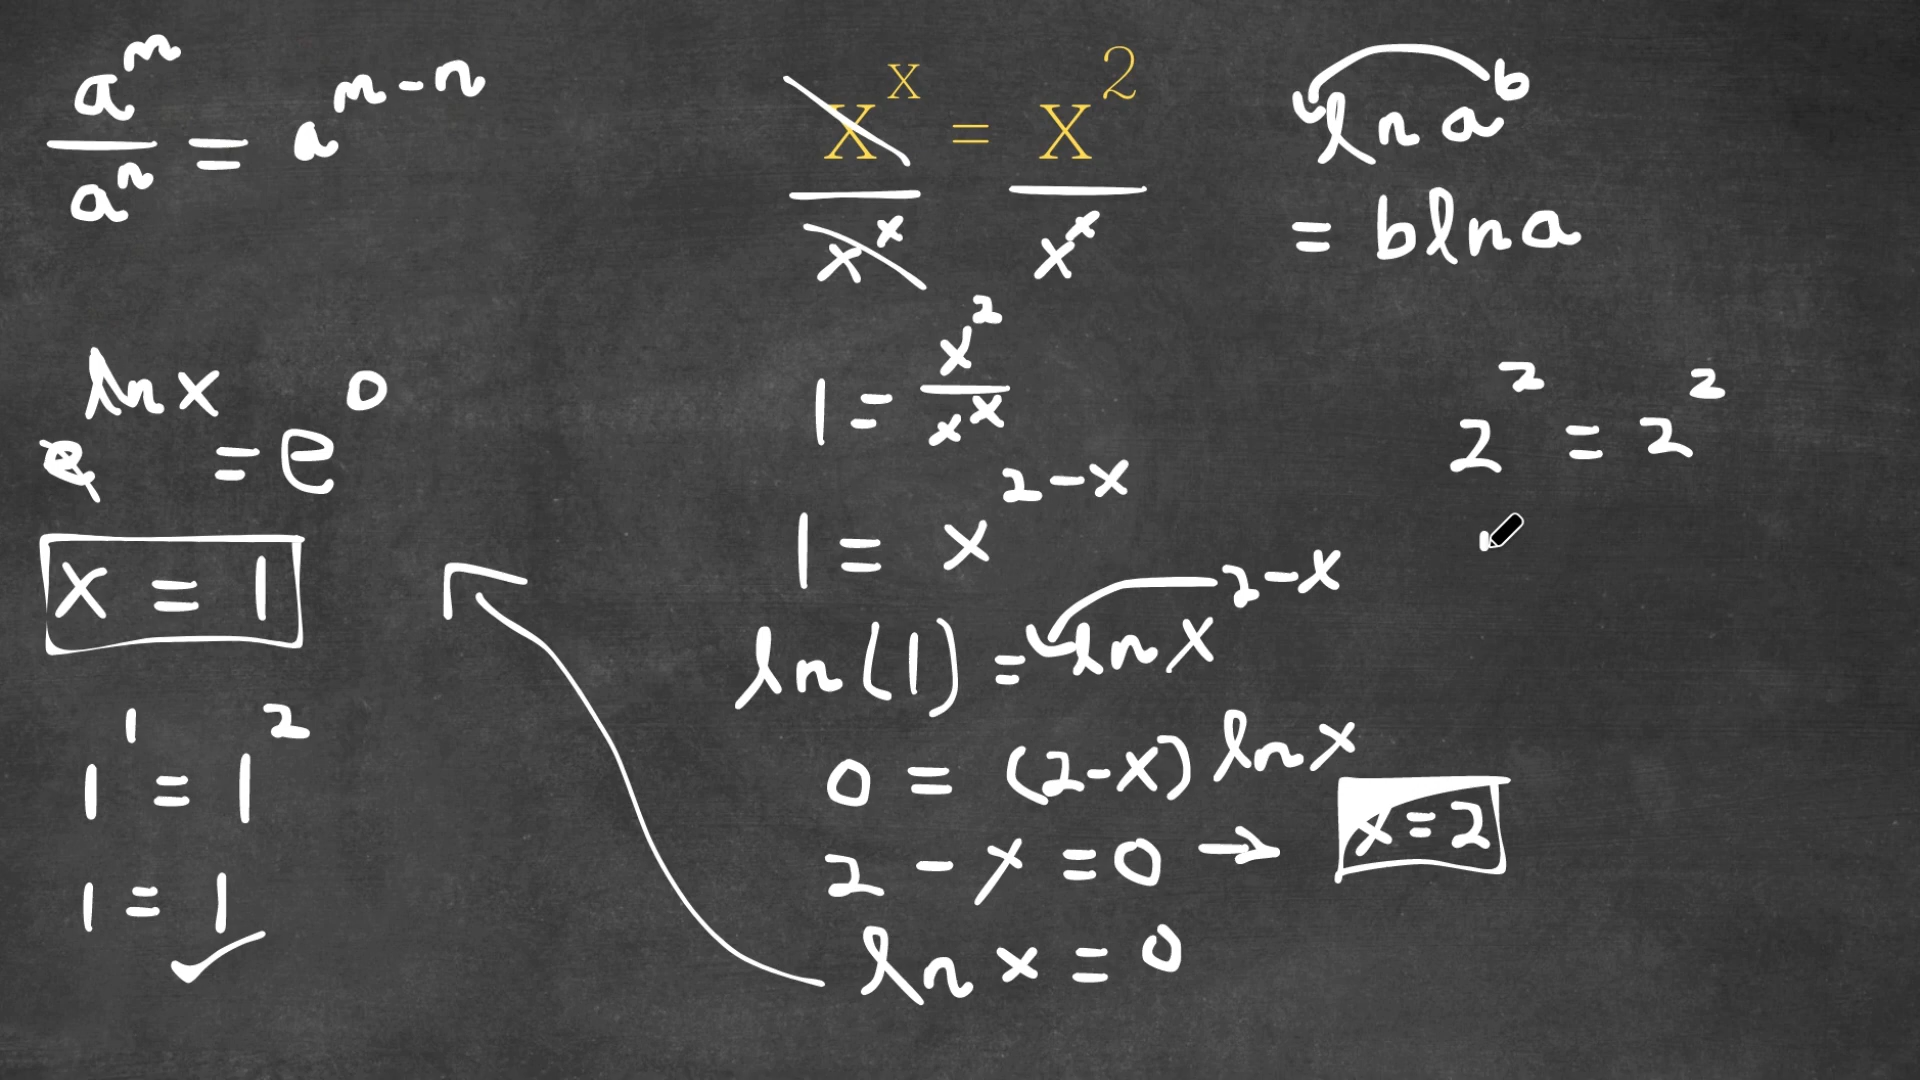 a^m / a^n = a^(m-n)
x^x / x^x = x^2 / x^x
ln a^b
= b ln a
1 = x^2 / x^x
1 = x^(2-x)
ln(1) = ln x^(2-x)
0 = (2-x) ln x
2 - x = 0 → x = 2
ln x = 0
e^(ln x) = e^0
x = 1
1^1 = 1^2
1 = 1 ✓
2^2 = 2^2